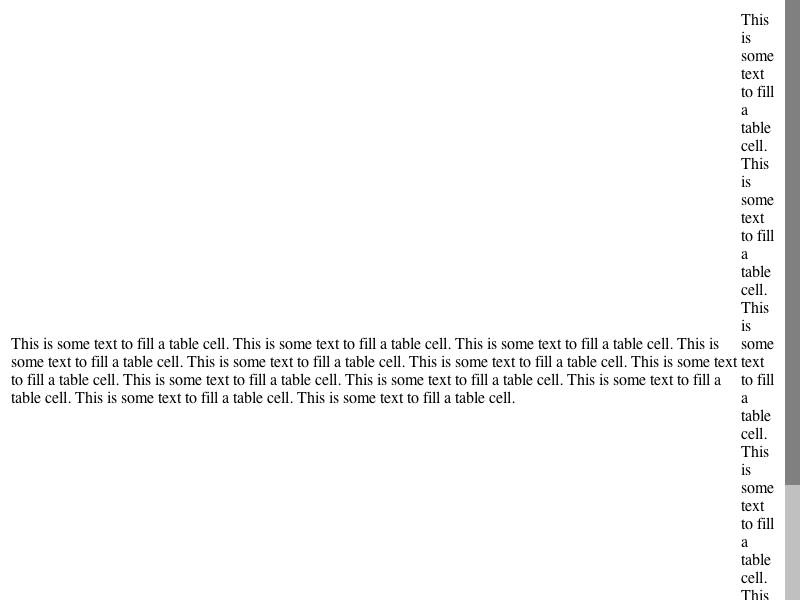 This is some text to fill a table cell. This is some text to fill a table cell. This is some text to fill a table cell. This is
some text to fill a table cell. This is some text to fill a table cell. This is some text to fill a table cell. This is some text
to fill a table cell. This is some text to fill a table cell. This is some text to fill a table cell. This is some text to fill a
table cell. This is some text to fill a table cell. This is some text to fill a table cell.
This
is
some
text
to fill
a
table
cell.
This
is
some
text
to fill
a
table
cell.
This
is
some
text
to fill
a
table
cell.
This
is
some
text
to fill
a
table
cell.
This